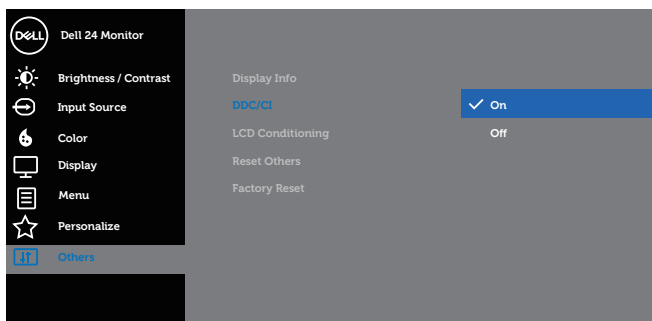 DELL
Dell 24 Monitor
Brightness / Contrast
Input Source
Color
Display
Menu
Personalize
Others
Display Info
DDC/CI
LCD Conditioning
Reset Others
Factory Reset
On
Off